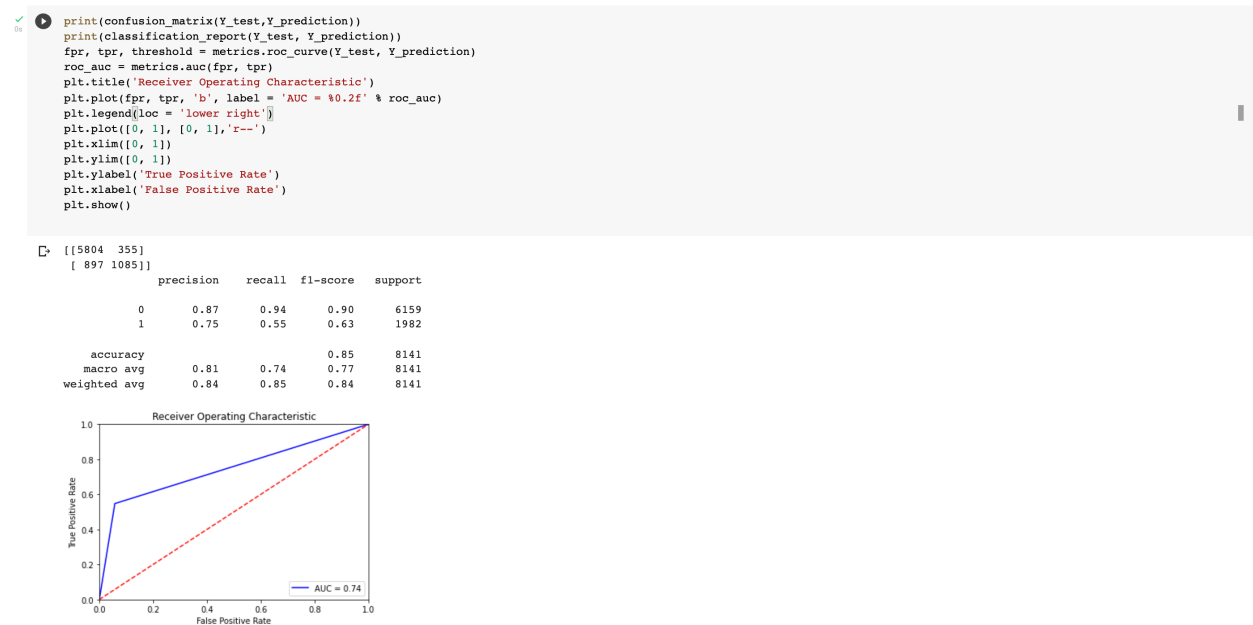 print(confusion_matrix(Y_test,Y_prediction))
0s
print(classification_report(Y_test, Y_prediction))
fpr, tpr, threshold = metrics.roc_curve(Y_test, Y_prediction)
roc_auc = metrics.auc(fpr, tpr)
plt.title('Receiver Operating Characteristic')
plt.plot(fpr, tpr, 'b', label = 'AUC = %0.2f' % roc_auc)
plt.legend(loc = 'lower right')
plt.plot([0, 1], [0, 1],'r--')
plt.xlim([0, 1])
plt.ylim([0, 1])
plt.ylabel('True Positive Rate')
plt.xlabel('False Positive Rate')
plt.show()
[[5804  355]
 [ 897 1085]]
precision recall f1-score support
0 0.87 0.94 0.90 6159
1 0.75 0.55 0.63 1982
accuracy 0.85 8141
macro avg 0.81 0.74 0.77 8141
weighted avg 0.84 0.85 0.84 8141
Receiver Operating Characteristic
1.0
0.8
0.6
0.4
0.2
0.0
True Positive Rate
AUC = 0.74
0.0 0.2 0.4 0.6 0.8 1.0
False Positive Rate